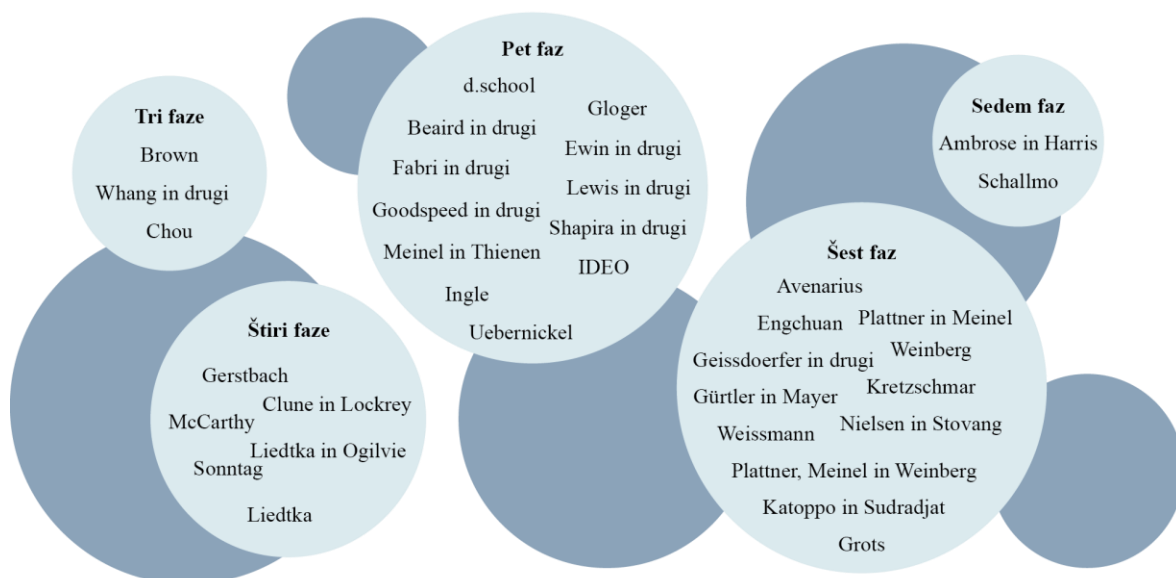 Tri faze
Brown
Whang in drugi
Chou
Štiri faze
Gerstbach
Clune in Lockrey
McCarthy
Liedtka in Ogilvie
Sonntag
Liedtka
Pet faz
d.school
Gloger
Beaird in drugi
Ewin in drugi
Fabri in drugi
Lewis in drugi
Goodspeed in drugi
Shapira in drugi
Meinel in Thienen
IDEO
Ingle
Uebernickel
Sedem faz
Ambrose in Harris
Schallmo
Šest faz
Avenarius
Engchuan
Plattner in Meinel
Geissdoerfer in drugi
Weinberg
Gürtler in Mayer
Kretzschmar
Weissmann
Nielsen in Stovang
Plattner, Meinel in Weinberg
Katoppo in Sudradjat
Grots